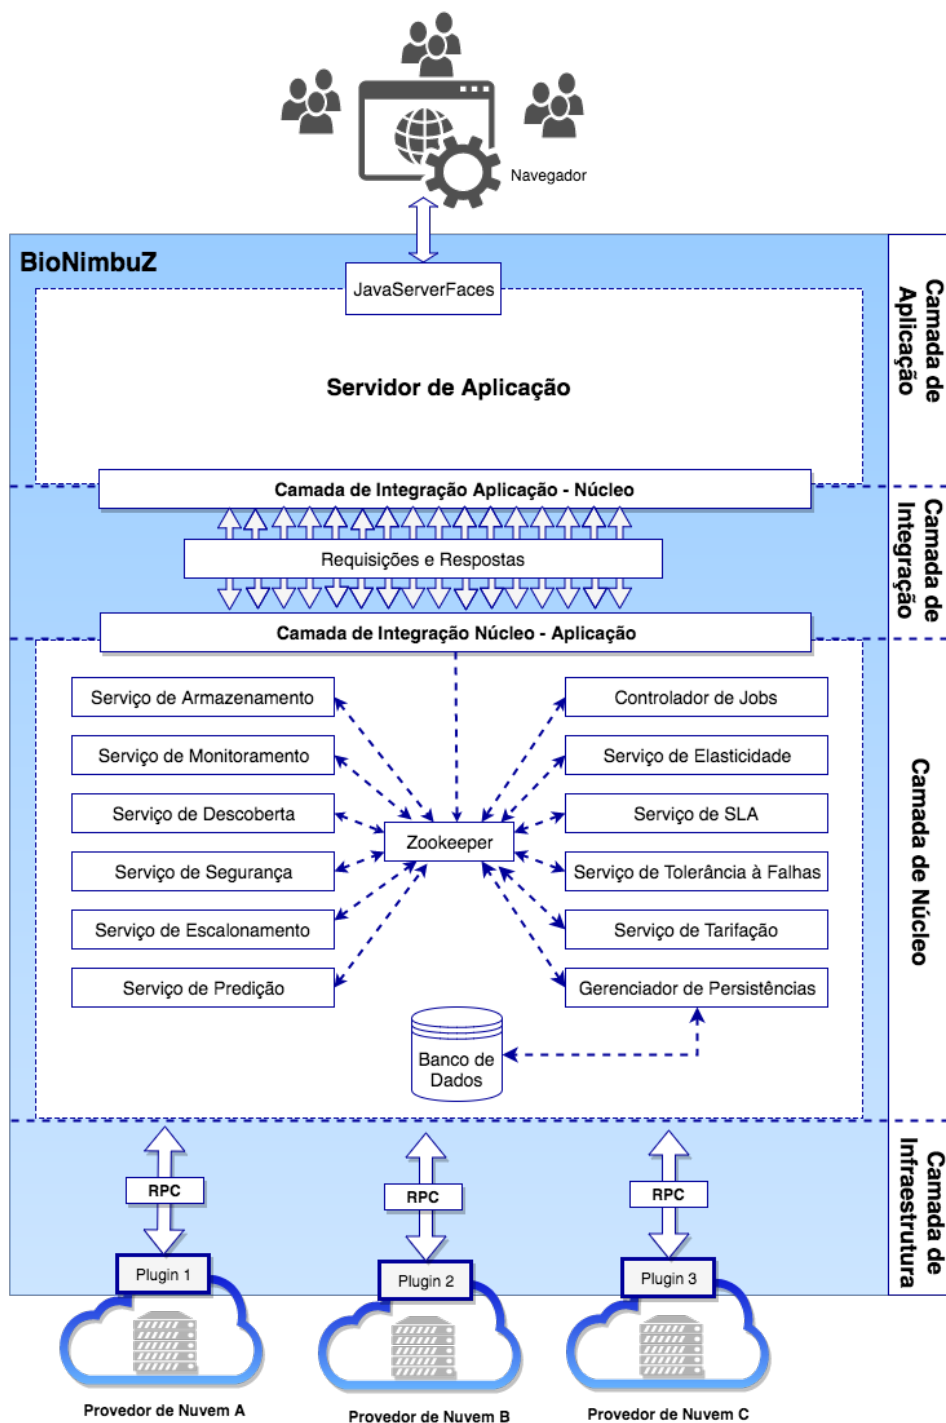 Navegador
BioNimbuZ
JavaServerFaces
Servidor de Aplicação
Camada de
Aplicação
Camada de Integração Aplicação - Núcleo
Requisições e Respostas
Camada de
Integração
Camada de Integração Núcleo - Aplicação
Serviço de Armazenamento
Controlador de Jobs
Serviço de Monitoramento
Serviço de Elasticidade
Serviço de Descoberta
Serviço de SLA
Zookeeper
Serviço de Segurança
Serviço de Tolerância à Falhas
Serviço de Escalonamento
Serviço de Tarifação
Serviço de Predição
Gerenciador de Persistências
Camada de Núcleo
Banco de
Dados
RPC
RPC
RPC
Camada de
Infraestrutura
Plugin 1
Plugin 2
Plugin 3
Provedor de Nuvem A
Provedor de Nuvem B
Provedor de Nuvem C